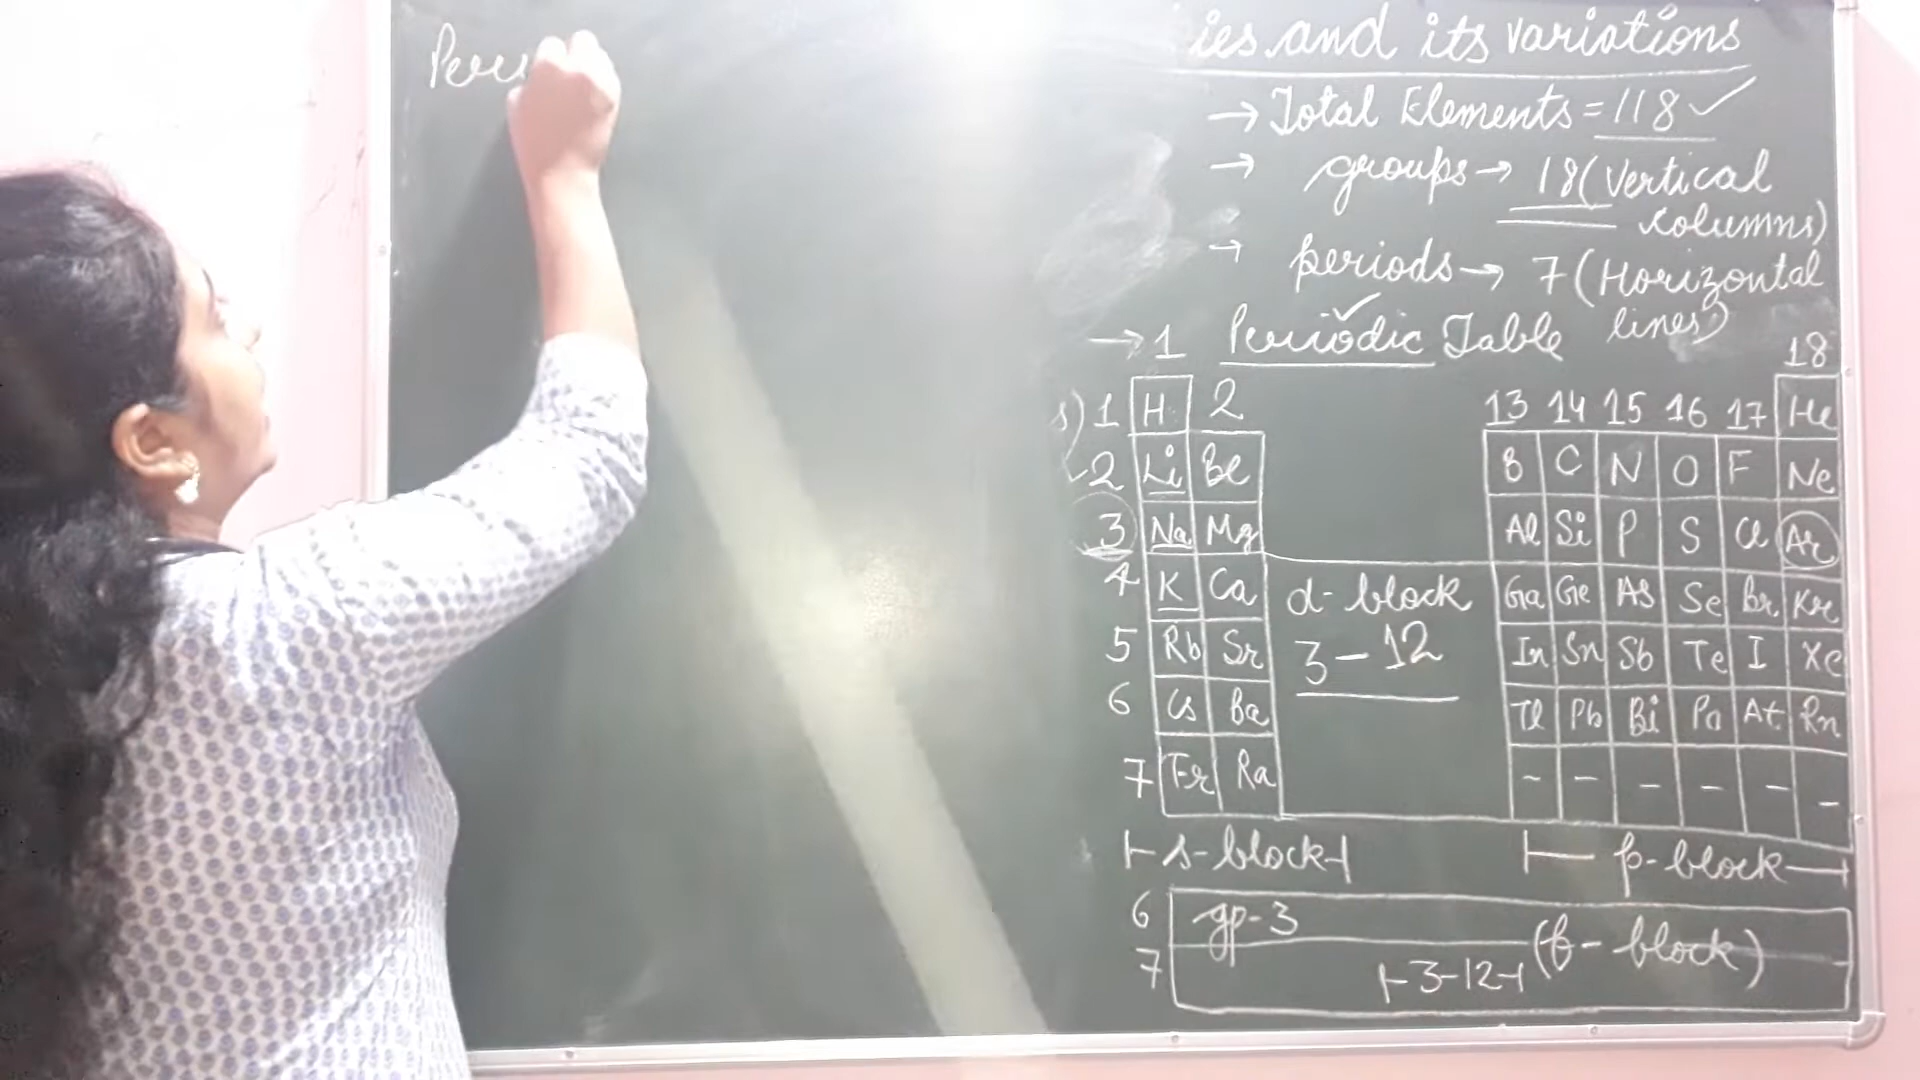 Peri
ies and its variations
→ Total Elements = 118 ✓
→ groups → 18 (Vertical
columns)
→ periods → 7 (Horizontal
lines)
→ 1 Periodic Table 18
1 H 2 13 14 15 16 17 He
2 Li Be B C N O F Ne
3 Na Mg Al Si P S Cl Ar
4 K Ca d-block Ga Ge As Se Br Kr
5 Rb Sr 3-12 In Sn Sb Te I Xe
6 Cs Ba Tl Pb Bi Po At Rn
7 Fr Ra - - - - - -
s-block p-block
6 gp-3
7 3-12 (f-block)